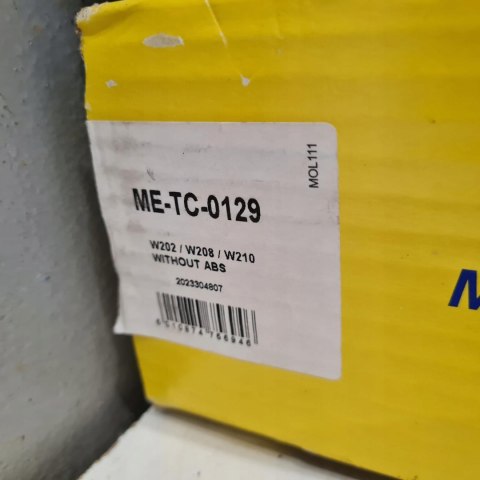 MOL111
ME-TC-0129
W202 / W208 / W210
WITHOUT ABS
2023304807
M